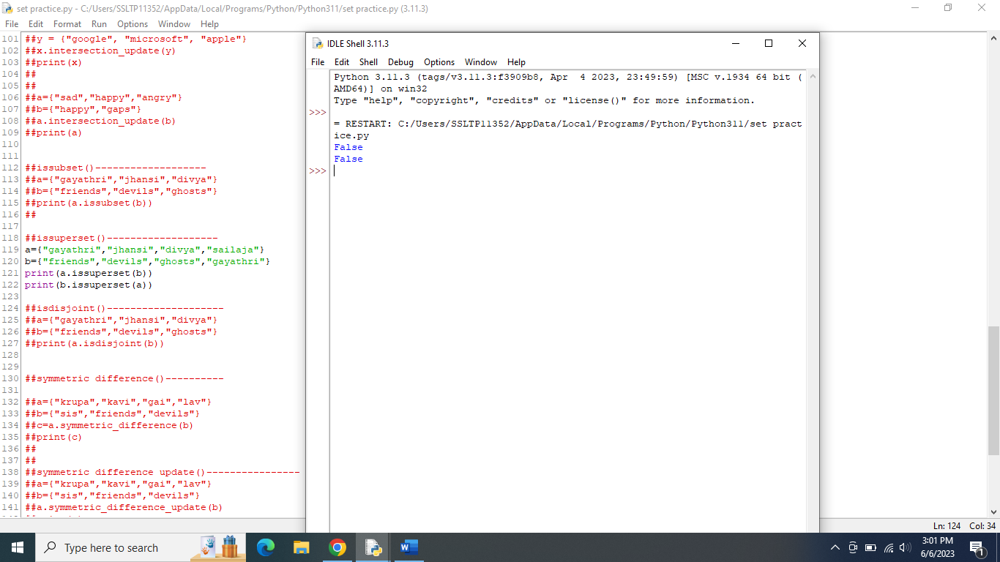 set practice.py - C:/Users/SSLTP11352/AppData/Local/Programs/Python/Python311/set practice.py (3.11.3)
File Edit Format Run Options Window Help
101 ##y = {"google", "microsoft", "apple"}
102 ##x.intersection_update(y)
103 ##print(x)
104 ##
105 ##
106 ##a={"sad","happy","angry"}
107 ##b={"happy","gaps"}
108 ##a.intersection_update(b)
109 ##print(a)
110
111
112 ##issubset()-------------------
113 ##a={"gayathri","jhansi","divya"}
114 ##b={"friends","devils","ghosts"}
115 ##print(a.issubset(b))
116 ##
117
118 ##issuperset()-------------------
119 a={"gayathri","jhansi","divya","sailaja"}
120 b={"friends","devils","ghosts","gayathri"}
121 print(a.issuperset(b))
122 print(b.issuperset(a))
123
124 ##isdisjoint()--------------------
125 ##a={"gayathri","jhansi","divya"}
126 ##b={"friends","devils","ghosts"}
127 ##print(a.isdisjoint(b))
128
129
130 ##symmetric difference()----------
131
132 ##a={"krupa","kavi","gai","lav"}
133 ##b={"sis","friends","devils"}
134 ##c=a.symmetric_difference(b)
135 ##print(c)
136 ##
137 ##
138 ##symmetric difference update()----------------
139 ##a={"krupa","kavi","gai","lav"}
140 ##b={"sis","friends","devils"}
141 ##a.symmetric_difference_update(b)
IDLE Shell 3.11.3
File Edit Shell Debug Options Window Help
Python 3.11.3 (tags/v3.11.3:f3909b8, Apr  4 2023, 23:49:59) [MSC v.1934 64 bit (
AMD64)] on win32
Type "help", "copyright", "credits" or "license()" for more information.
>>>
= RESTART: C:/Users/SSLTP11352/AppData/Local/Programs/Python/Python311/set pract
ice.py
False
False
>>>
Ln: 124 Col: 34
Type here to search
W
3:01 PM
6/6/2023
1